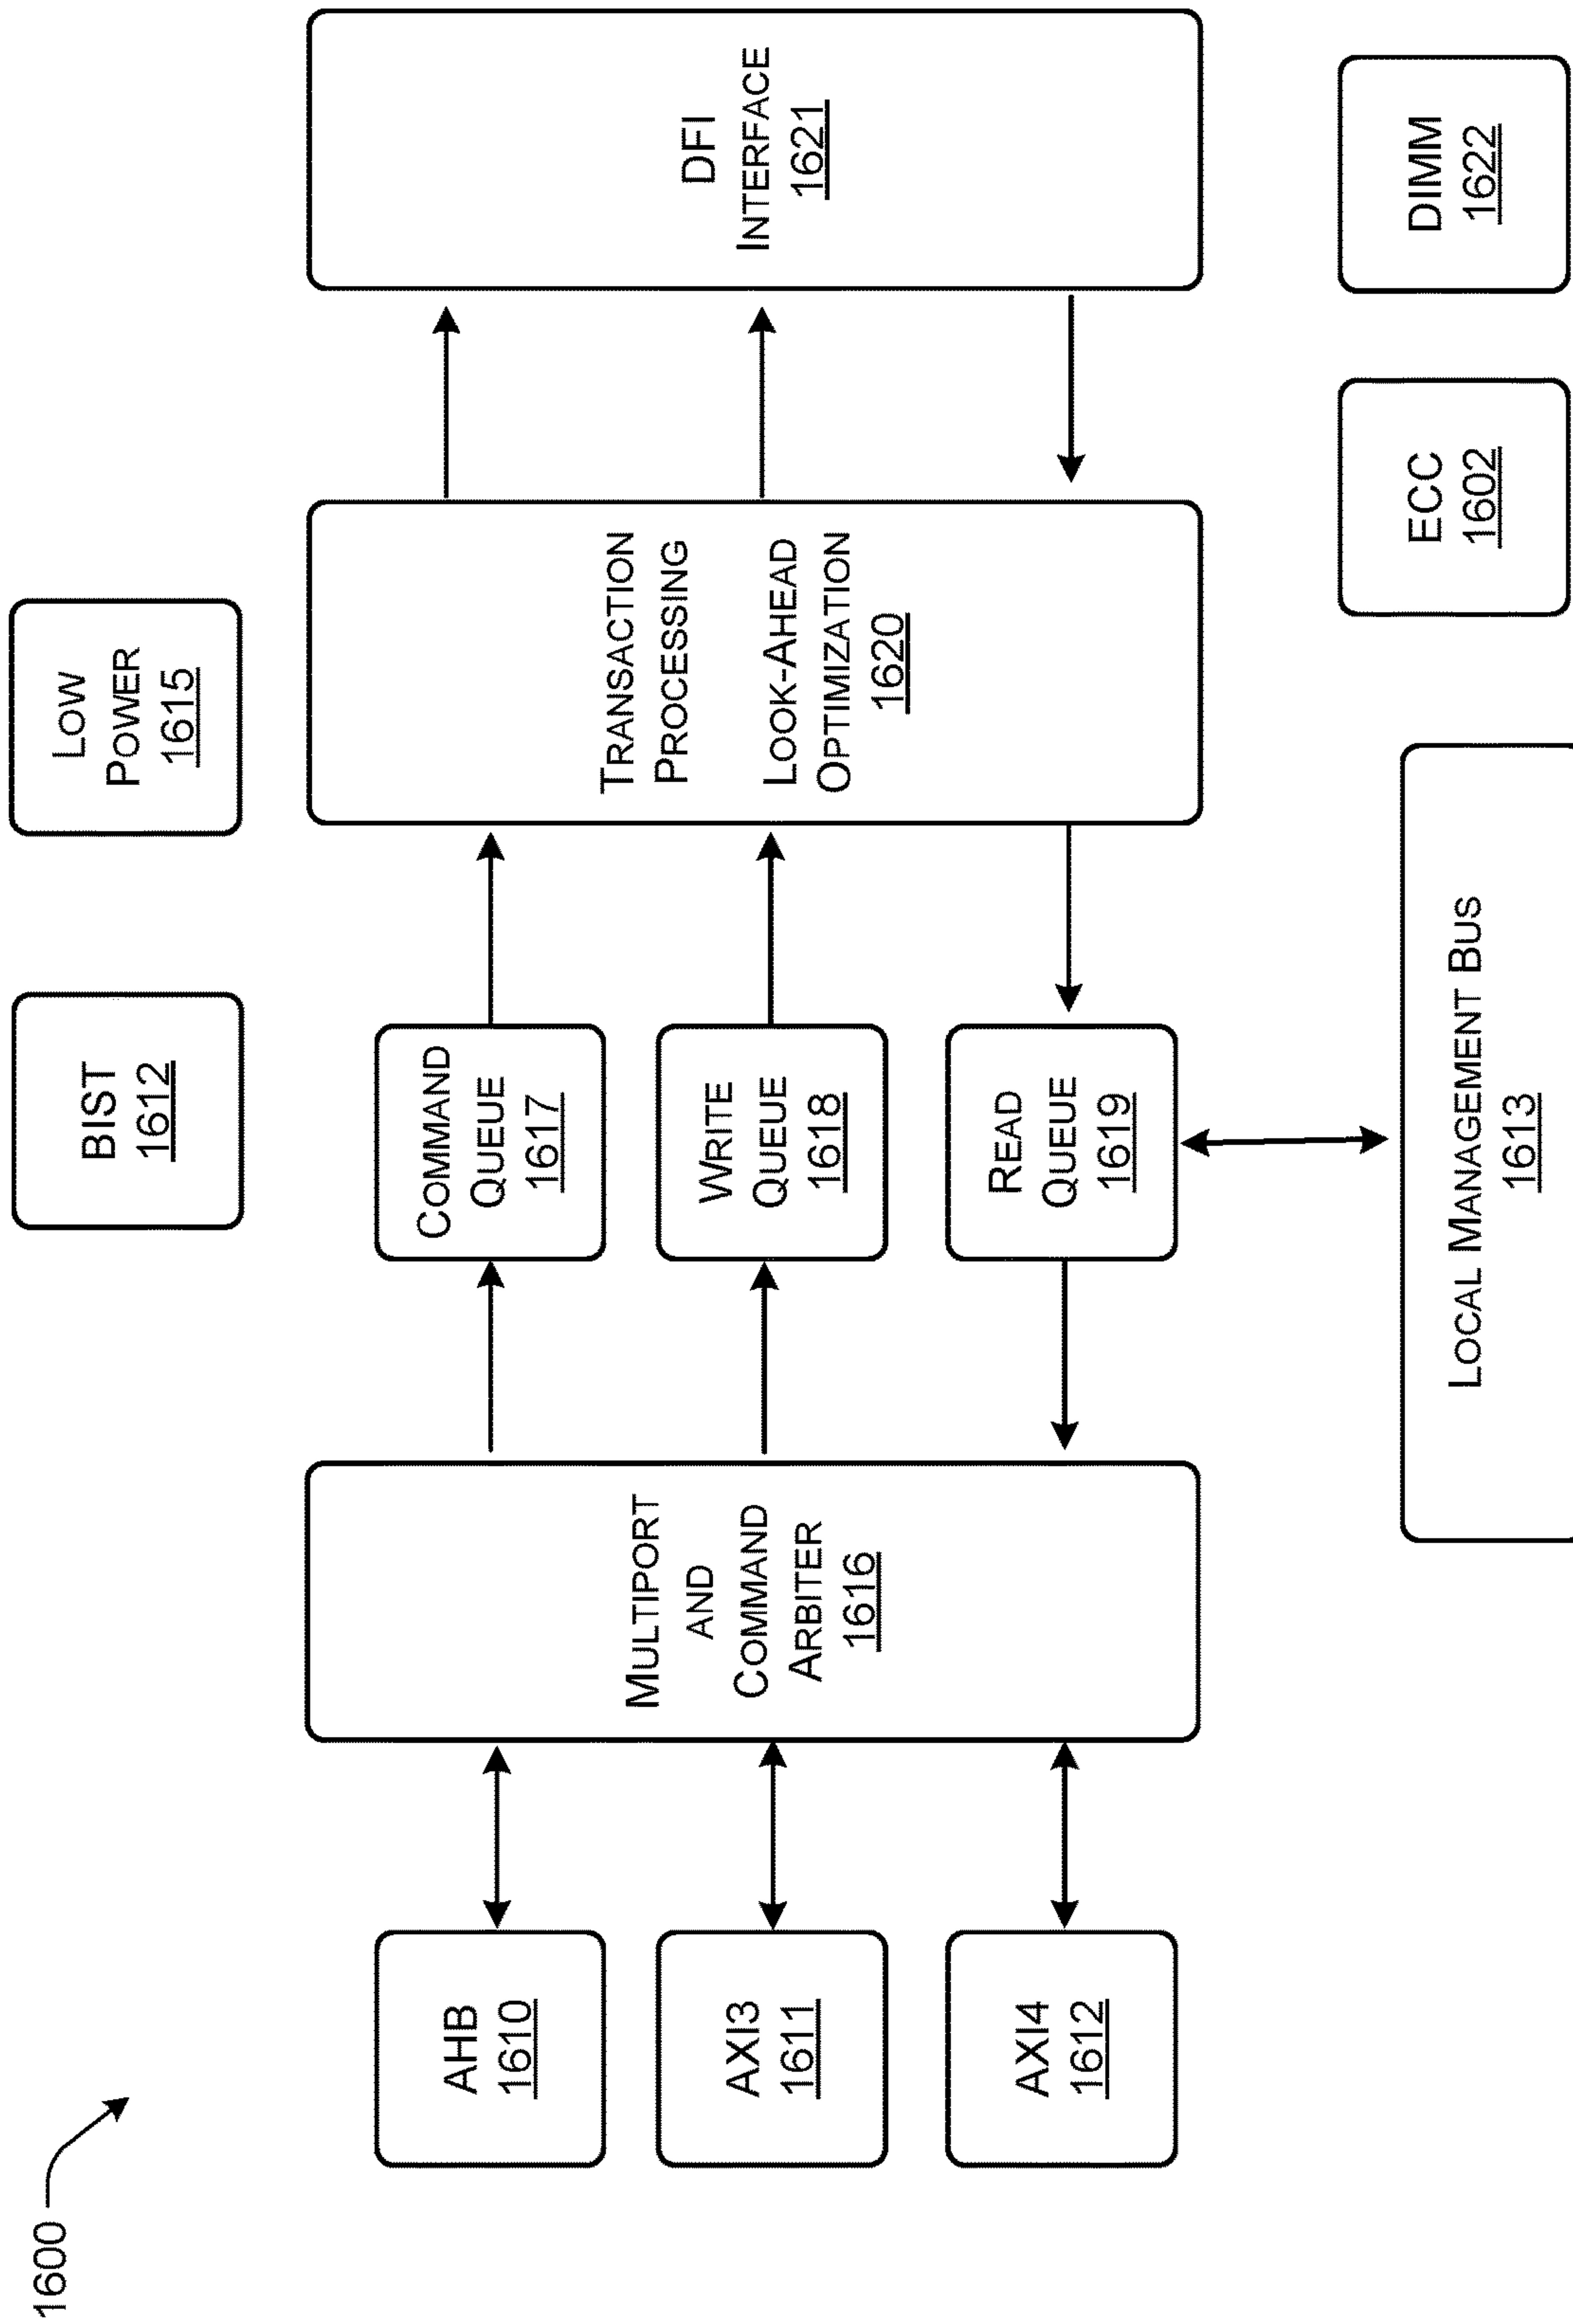 1600
BIST
1612
LOW
POWER
1615
AHB
1610
AXI3
1611
AXI4
1612
MULTIPORT
AND
COMMAND
ARBITER
1616
COMMAND
QUEUE
1617
WRITE
QUEUE
1618
READ
QUEUE
1619
TRANSACTION
PROCESSING
LOOK-AHEAD
OPTIMIZATION
1620
DFI
INTERFACE
1621
LOCAL MANAGEMENT BUS
1613
ECC
1602
DIMM
1622